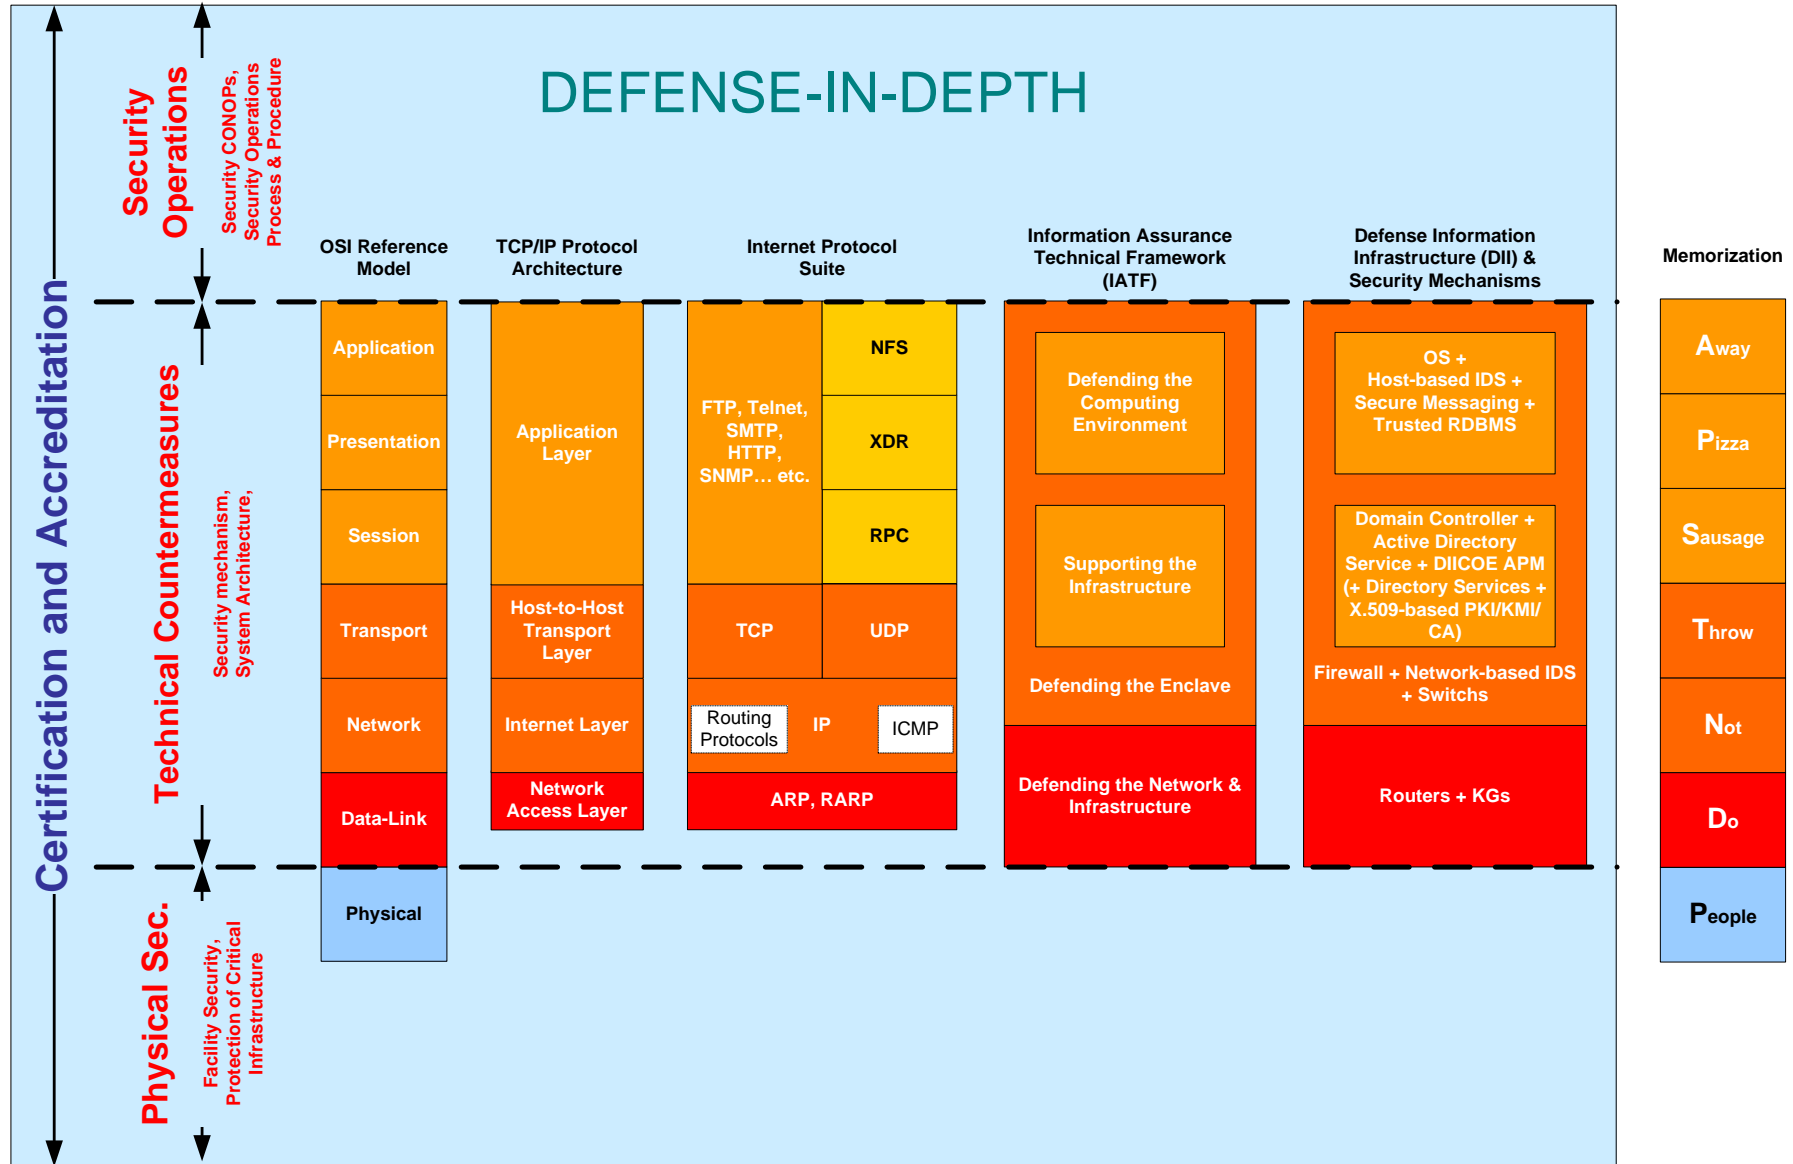 DEFENSE-IN-DEPTH
Certification and Accreditation
Security
Operations
Security CONOPs,
Security Operations
Process & Procedure
Technical Countermeasures
Security mechanism,
System Architecture,
Physical Sec.
Facility Security,
Protection of Critical
Infrastructure
OSI Reference
Model
Application
Presentation
Session
Transport
Network
Data-Link
Physical
TCP/IP Protocol
Architecture
Application
Layer
Host-to-Host
Transport
Layer
Internet Layer
Network
Access Layer
Internet Protocol
Suite
FTP, Telnet,
SMTP,
HTTP,
SNMP… etc.
NFS
XDR
RPC
TCP
UDP
Routing
Protocols
IP
ICMP
ARP, RARP
Information Assurance
Technical Framework
(IATF)
Defending the
Computing
Environment
Supporting the
Infrastructure
Defending the Enclave
Defending the Network &
Infrastructure
Defense Information
Infrastructure (DII) &
Security Mechanisms
OS +
Host-based IDS +
Secure Messaging +
Trusted RDBMS
Domain Controller +
Active Directory
Service + DIICOE APM
(+ Directory Services +
X.509-based PKI/KMI/
CA)
Firewall + Network-based IDS
+ Switchs
Routers + KGs
Memorization
Away
Pizza
Sausage
Throw
Not
Do
People